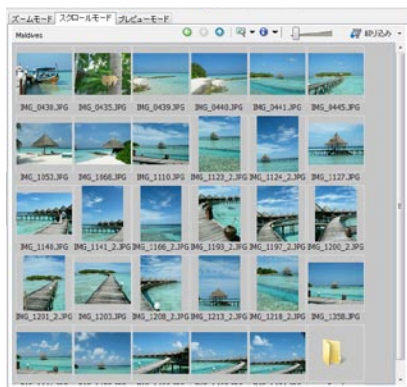 ズームモード スクロールモード プレビューモード
Maldives 絞り込み
IMG_0430.JPG IMG_0435.JPG IMG_0439.JPG IMG_0440.JPG IMG_0441.JPG IMG_0445.JPG
IMG_1053.JPG IMG_1068.JPG IMG_1110.JPG IMG_1123_2.JPG IMG_1124_2.JPG IMG_1127.JPG
IMG_1140.JPG IMG_1141_2.JPG IMG_1166_2.JPG IMG_1193_2.JPG IMG_1197_2.JPG IMG_1200_2.JPG
IMG_1201_2.JPG IMG_1203.JPG IMG_1208_2.JPG IMG_1213_2.JPG IMG_1218_2.JPG IMG_1358.JPG